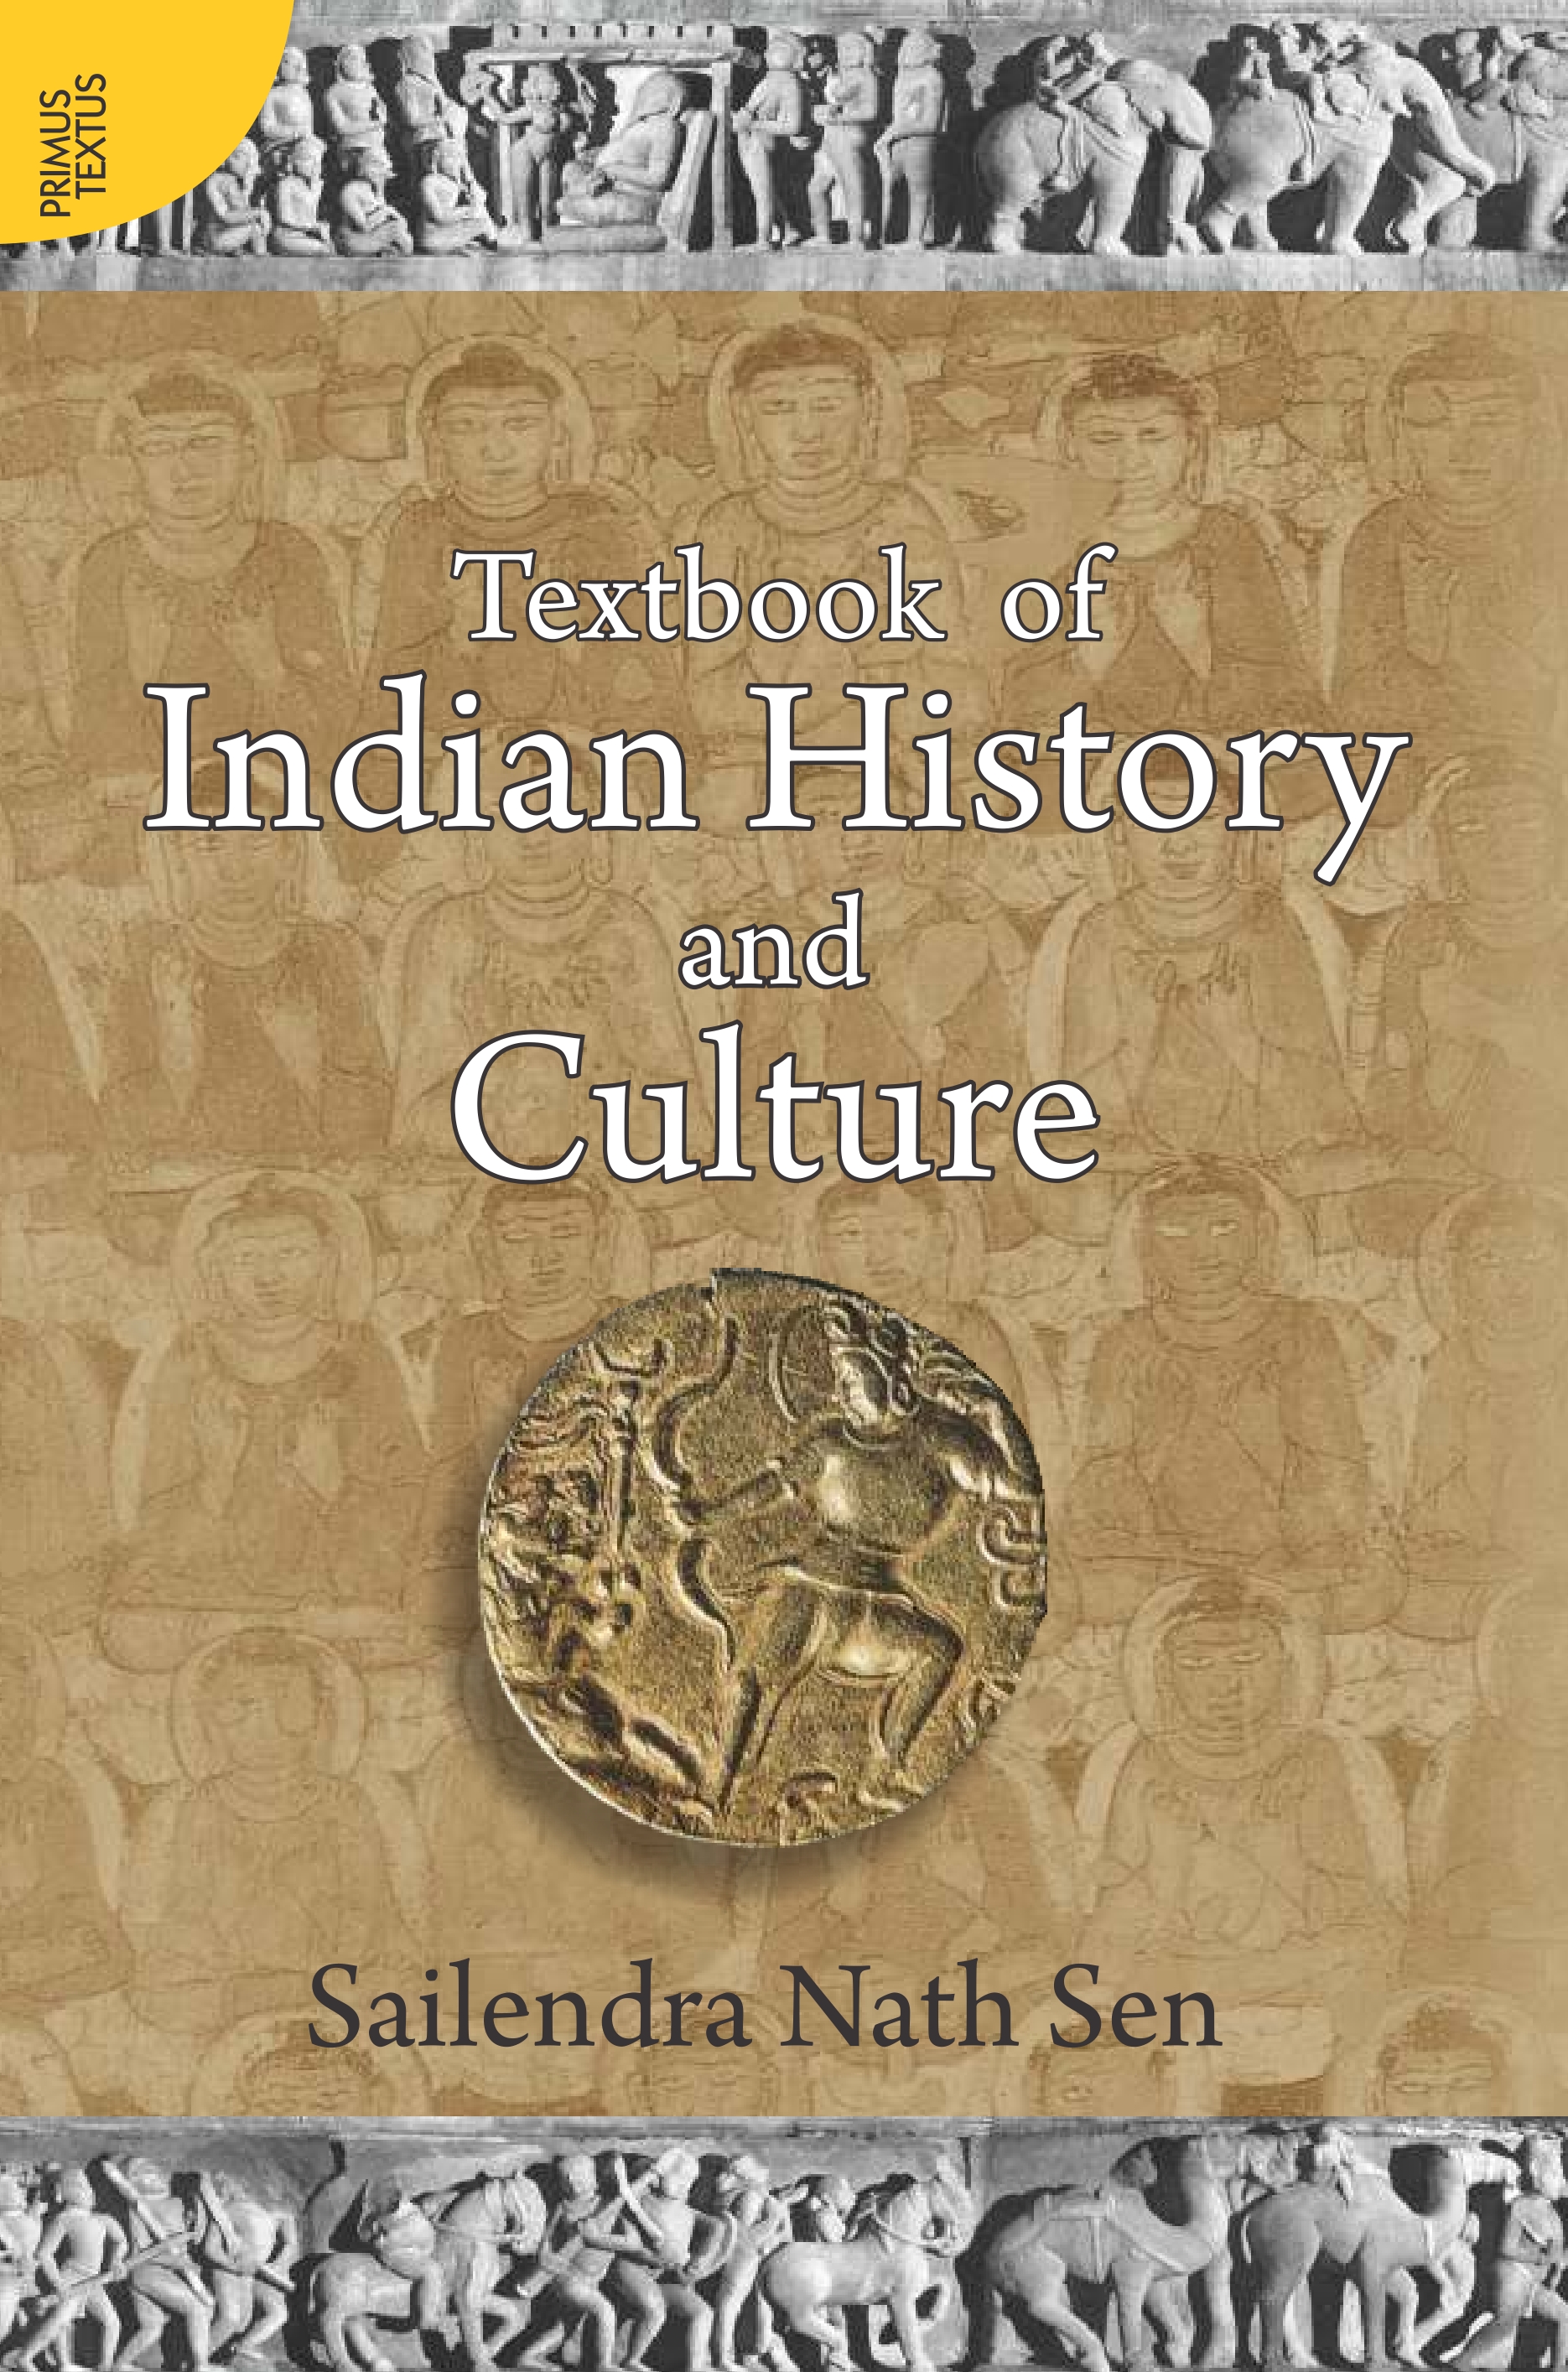 PRIMUS
TEXTUS
Textbook of
Indian History
and
Culture
Sailendra Nath Sen